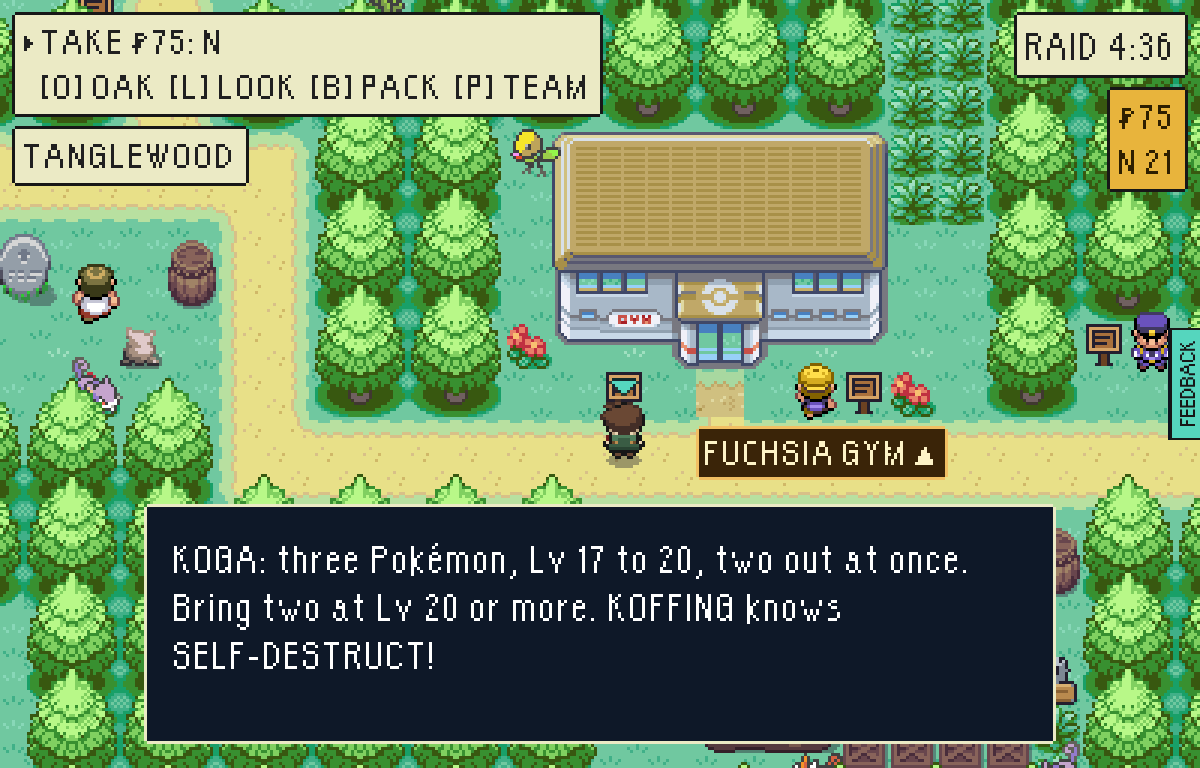 ▸TAKE ₽75: N
[O] OAK [L] LOOK [B] PACK [P] TEAM
RAID 4:36
₽75
N 21
TANGLEWOOD
GYM
FEEDBACK
FUCHSIA GYM ▲
KOGA: three Pokémon, Lv 17 to 20, two out at once.
Bring two at Lv 20 or more. KOFFING knows
SELF-DESTRUCT!